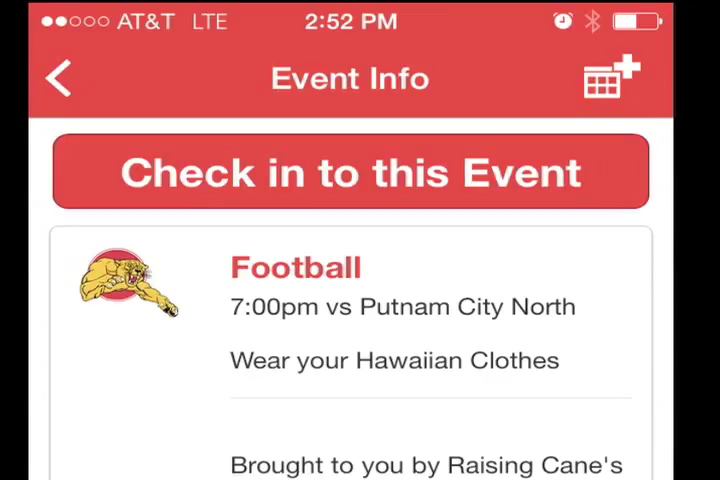 AT&T LTE 2:52 PM
Event Info
Check in to this Event
Football
7:00pm vs Putnam City North
Wear your Hawaiian Clothes
Brought to you by Raising Cane's